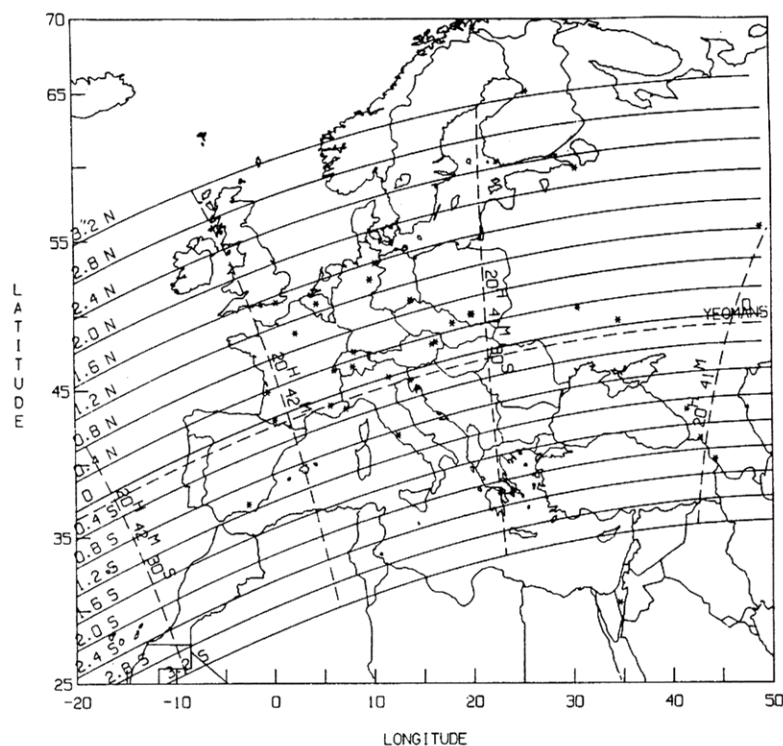 70
65
55
45
35
25
LATITUDE
3".2 N
2.8 N
2.4 N
2.0 N
1.6 N
1.2 N
0.8 N
0.4 N
0
0.4 S
0.8 S
1.2 S
1.6 S
2.0 S
2.4 S
2.8 S
3.2 S
20 H 42 M 30 S
20 H 42 M
20 H 41 M 30 S
20 H 41 M
YEOMANS
0
-20
-10
0
10
20
30
40
50
LONGITUDE